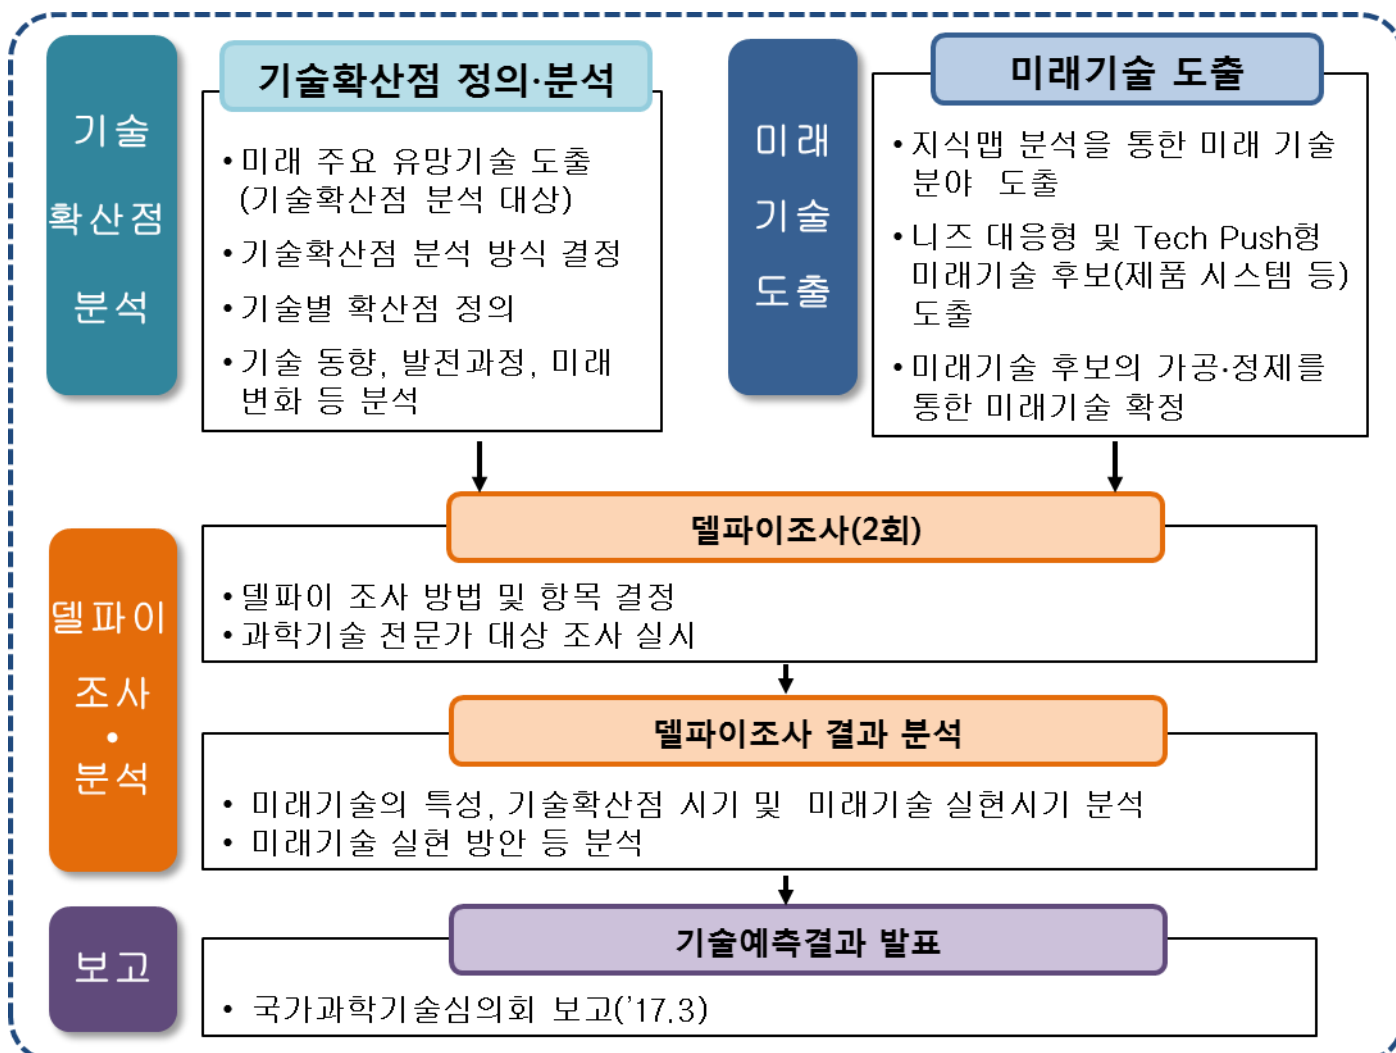 기술
확산점
분석
기술확산점 정의·분석
• 미래 주요 유망기술 도출
(기술확산점 분석 대상)
• 기술확산점 분석 방식 결정
• 기술별 확산점 정의
• 기술 동향, 발전과정, 미래
변화 등 분석
미래
기술
도출
미래기술 도출
• 지식맵 분석을 통한 미래 기술
분야 도출
• 니즈 대응형 및 Tech Push형
미래기술 후보(제품 시스템 등)
도출
• 미래기술 후보의 가공·정제를
통한 미래기술 확정
델파이
조사
•
분석
델파이조사(2회)
• 델파이 조사 방법 및 항목 결정
• 과학기술 전문가 대상 조사 실시
델파이조사 결과 분석
• 미래기술의 특성, 기술확산점 시기 및 미래기술 실현시기 분석
• 미래기술 실현 방안 등 분석
보고
기술예측결과 발표
• 국가과학기술심의회 보고('17.3)